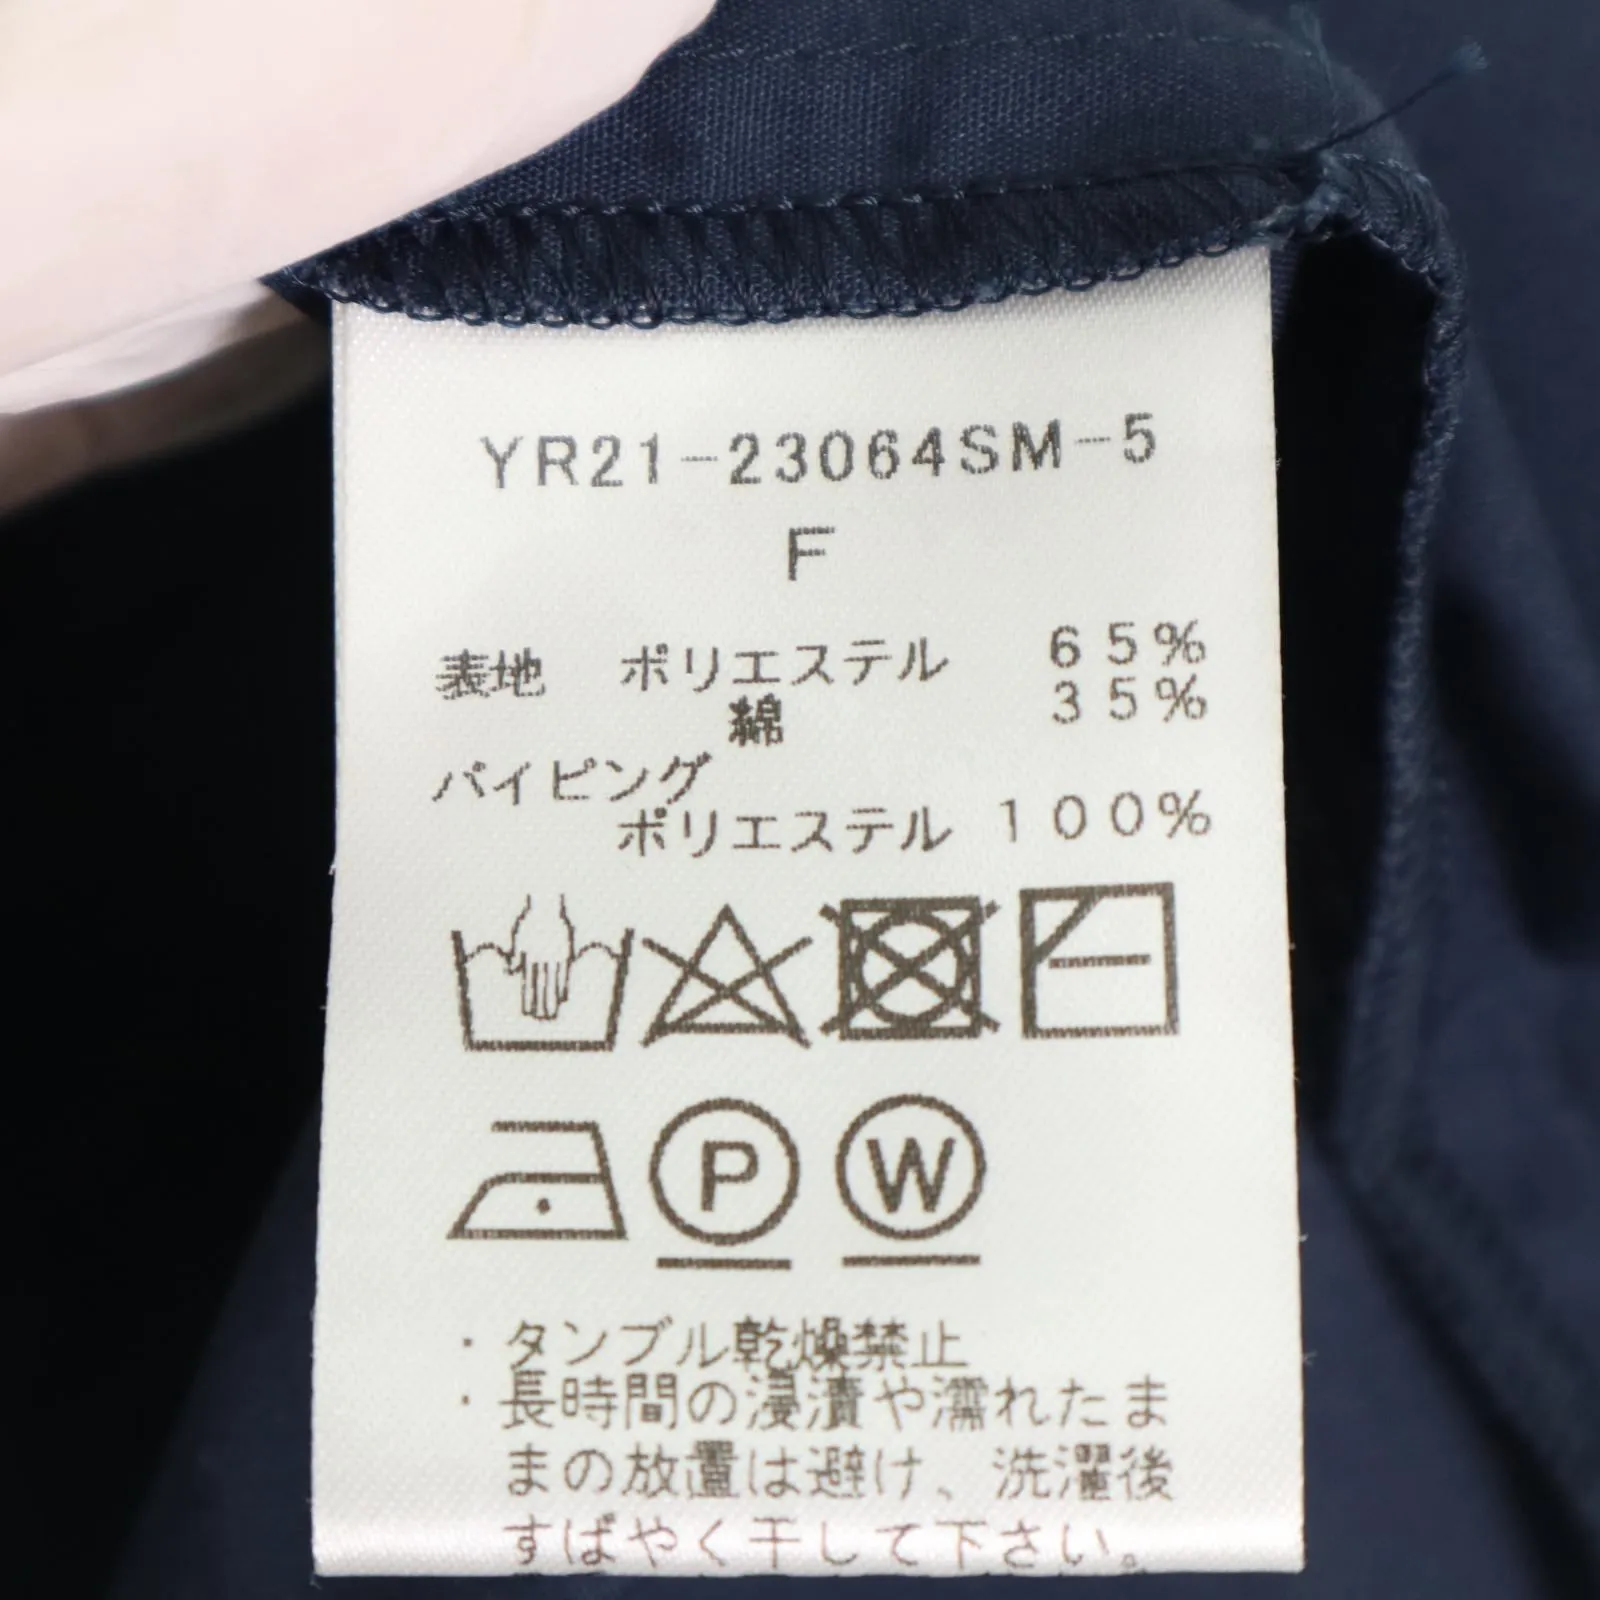 YR21-23064SM-5
F
表地 ポリエステル 65%
綿 35%
パイピング
ポリエステル 100%
P W
・タンブル乾燥禁止
・長時間の浸漬や濡れたま
まの放置は避け、洗濯後
すばやく干して下さい。